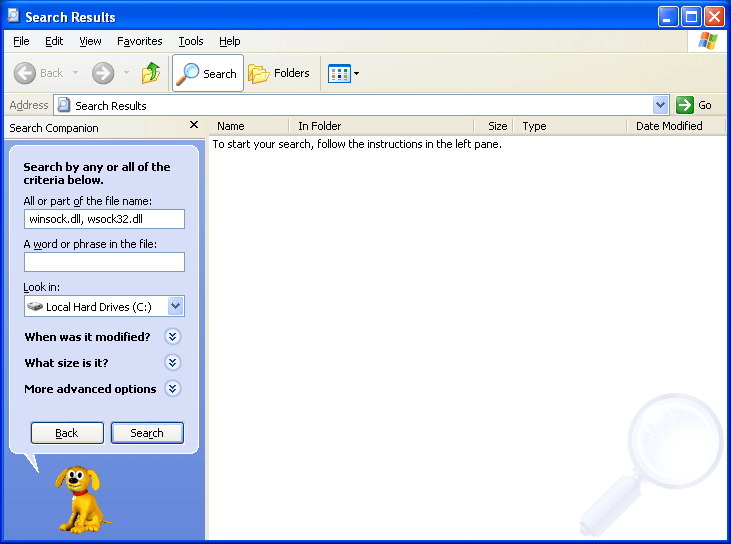 Search Results
File Edit View Favorites Tools Help
Back Search Folders
Address Search Results Go
Search Companion
Name In Folder Size Type Date Modified
To start your search, follow the instructions in the left pane.
Search by any or all of the
criteria below.
All or part of the file name:
winsock.dll, wsock32.dll
A word or phrase in the file:
Look in:
Local Hard Drives (C:)
When was it modified?
What size is it?
More advanced options
Back Search